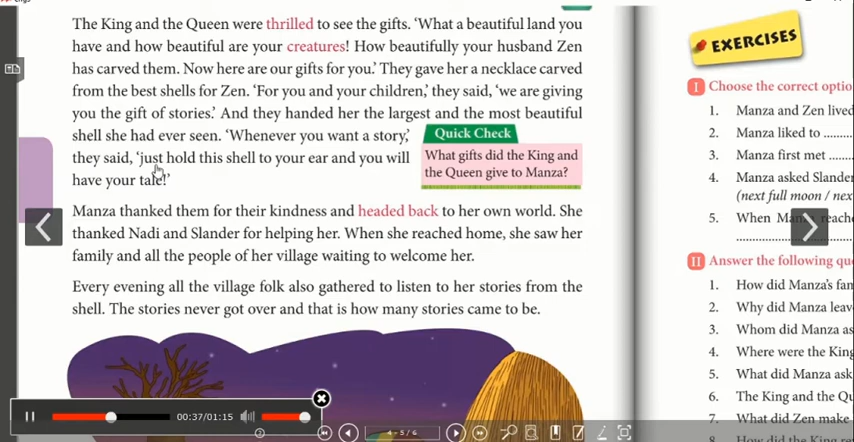 The King and the Queen were thrilled to see the gifts. ‘What a beautiful land you
have and how beautiful are your creatures! How beautifully your husband Zen
has carved them. Now here are our gifts for you.’ They gave her a necklace carved
from the best shells for Zen. ‘For you and your children,’ they said, ‘we are giving
you the gift of stories.’ And they handed her the largest and the most beautiful
shell she had ever seen. ‘Whenever you want a story,’
they said, ‘just hold this shell to your ear and you will
have your tale!’
Quick Check
What gifts did the King and
the Queen give to Manza?
Manza thanked them for their kindness and headed back to her own world. She
thanked Nadi and Slander for helping her. When she reached home, she saw her
family and all the people of her village waiting to welcome her.
Every evening all the village folk also gathered to listen to her stories from the
shell. The stories never got over and that is how many stories came to be.
EXERCISES
I Choose the correct optio
1. Manza and Zen lived
2. Manza liked to ..........
3. Manza first met ........
4. Manza asked Slander
(next full moon / nex
5. When Manza reach
II Answer the following que
1. How did Manza's fam
2. Why did Manza leav
3. Whom did Manza as
4. Where were the King
5. What did Manza ask
6. The King and the Qu
7. What did Zen make
8. How did the King re
00:37/01:15
4 - 5 / 6